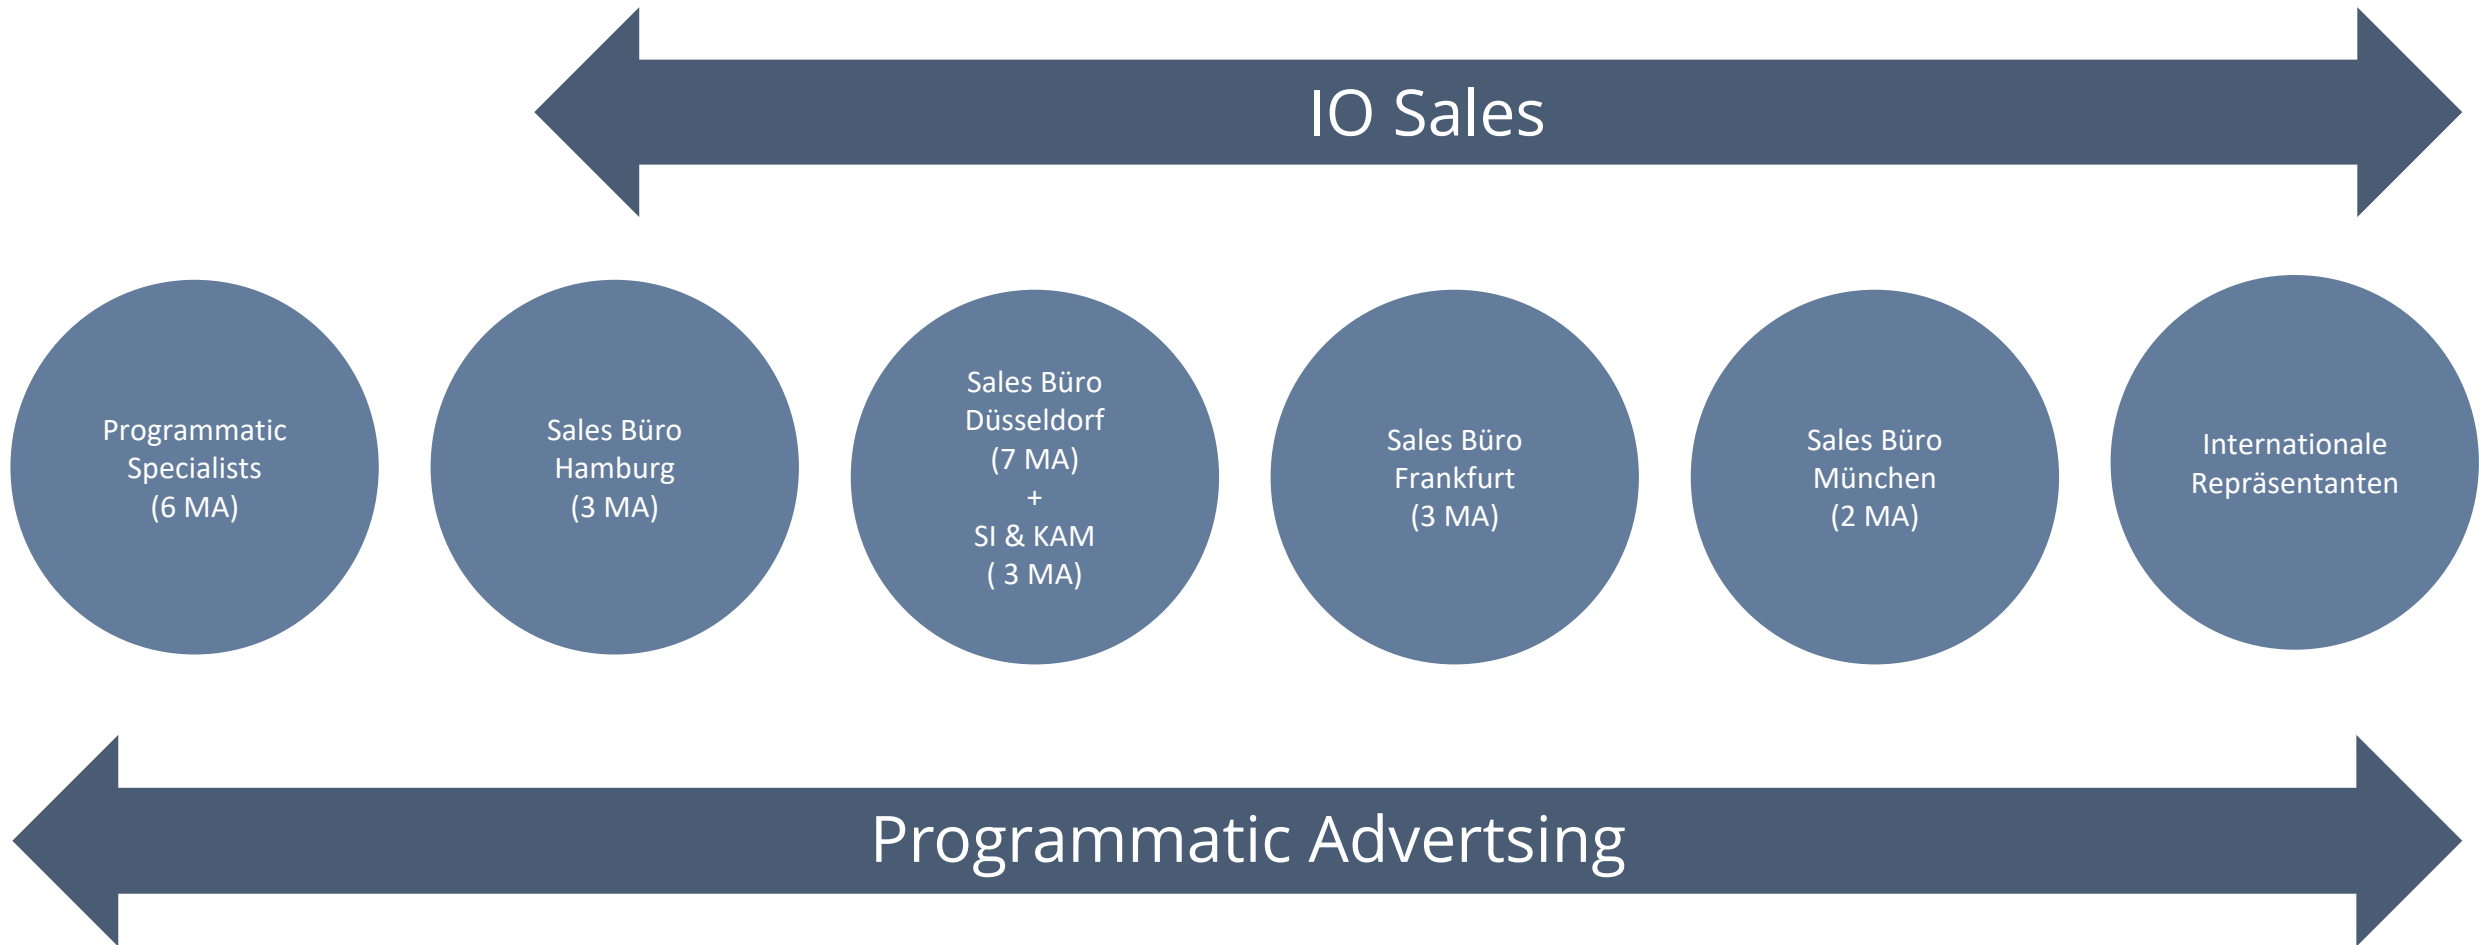 IO Sales
Programmatic
Specialists
(6 MA)
Sales Büro
Hamburg
(3 MA)
Sales Büro
Düsseldorf
(7 MA)
+
SI & KAM
( 3 MA)
Sales Büro
Frankfurt
(3 MA)
Sales Büro
München
(2 MA)
Internationale
Repräsentanten
Programmatic Advertsing